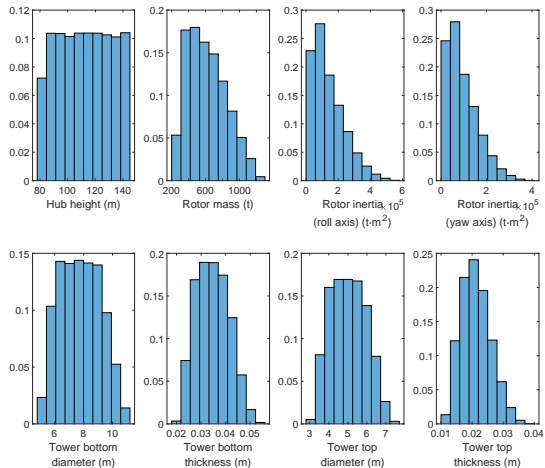 0.12
0.1
0.08
0.06
0.04
0.02
0
80 100 120 140
Hub height (m)
0.2
0.15
0.1
0.05
0
200 600 1000
Rotor mass (t)
0.3
0.25
0.2
0.15
0.1
0.05
0
0 2 4 6
Rotor inertia ×10^5
(roll axis) (t·m^2)
0.3
0.25
0.2
0.15
0.1
0.05
0
0 2 4
Rotor inertia ×10^5
(yaw axis) (t·m^2)
0.15
0.1
0.05
0
6 8 10
Tower bottom
diameter (m)
0.2
0.15
0.1
0.05
0
0.02 0.03 0.04 0.05
Tower bottom
thickness (m)
0.2
0.15
0.1
0.05
0
3 4 5 6 7
Tower top
diameter (m)
0.25
0.20
0.15
0.1
0.05
0
0.01 0.02 0.03 0.04
Tower top
thickness (m)